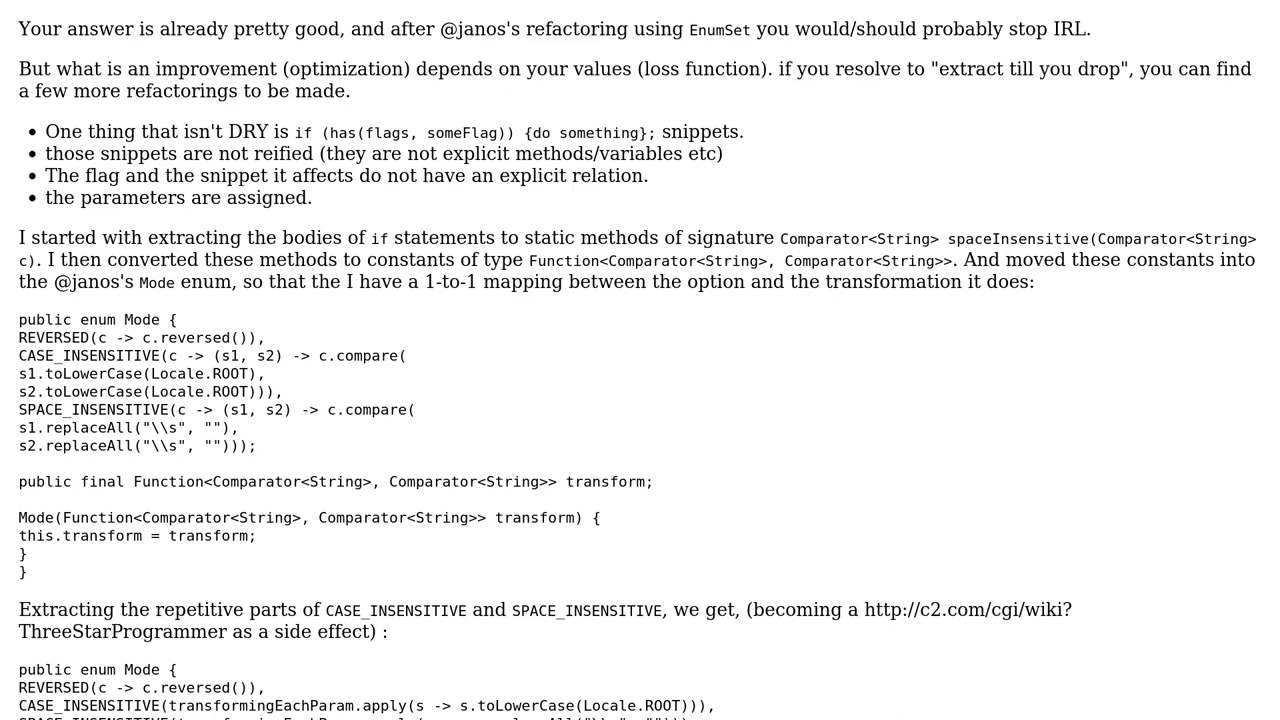 Your answer is already pretty good, and after @janos's refactoring using EnumSet you would/should probably stop IRL.
But what is an improvement (optimization) depends on your values (loss function). if you resolve to "extract till you drop", you can find
a few more refactorings to be made.
• One thing that isn't DRY is if (has(flags, someFlag)) {do something}; snippets.
• those snippets are not reified (they are not explicit methods/variables etc)
• The flag and the snippet it affects do not have an explicit relation.
• the parameters are assigned.
I started with extracting the bodies of if statements to static methods of signature Comparator<String> spaceInsensitive(Comparator<String>
c). I then converted these methods to constants of type Function<Comparator<String>, Comparator<String>>. And moved these constants into
the @janos's Mode enum, so that the I have a 1-to-1 mapping between the option and the transformation it does:
public enum Mode {
REVERSED(c -> c.reversed()),
CASE_INSENSITIVE(c -> (s1, s2) -> c.compare(
s1.toLowerCase(Locale.ROOT),
s2.toLowerCase(Locale.ROOT))),
SPACE_INSENSITIVE(c -> (s1, s2) -> c.compare(
s1.replaceAll("\\s", ""),
s2.replaceAll("\\s", "")));
public final Function<Comparator<String>, Comparator<String>> transform;
Mode(Function<Comparator<String>, Comparator<String>> transform) {
this.transform = transform;
}
}
Extracting the repetitive parts of CASE_INSENSITIVE and SPACE_INSENSITIVE, we get, (becoming a http://c2.com/cgi/wiki?
ThreeStarProgrammer as a side effect) :
public enum Mode {
REVERSED(c -> c.reversed()),
CASE_INSENSITIVE(transformingEachParam.apply(s -> s.toLowerCase(Locale.ROOT))),